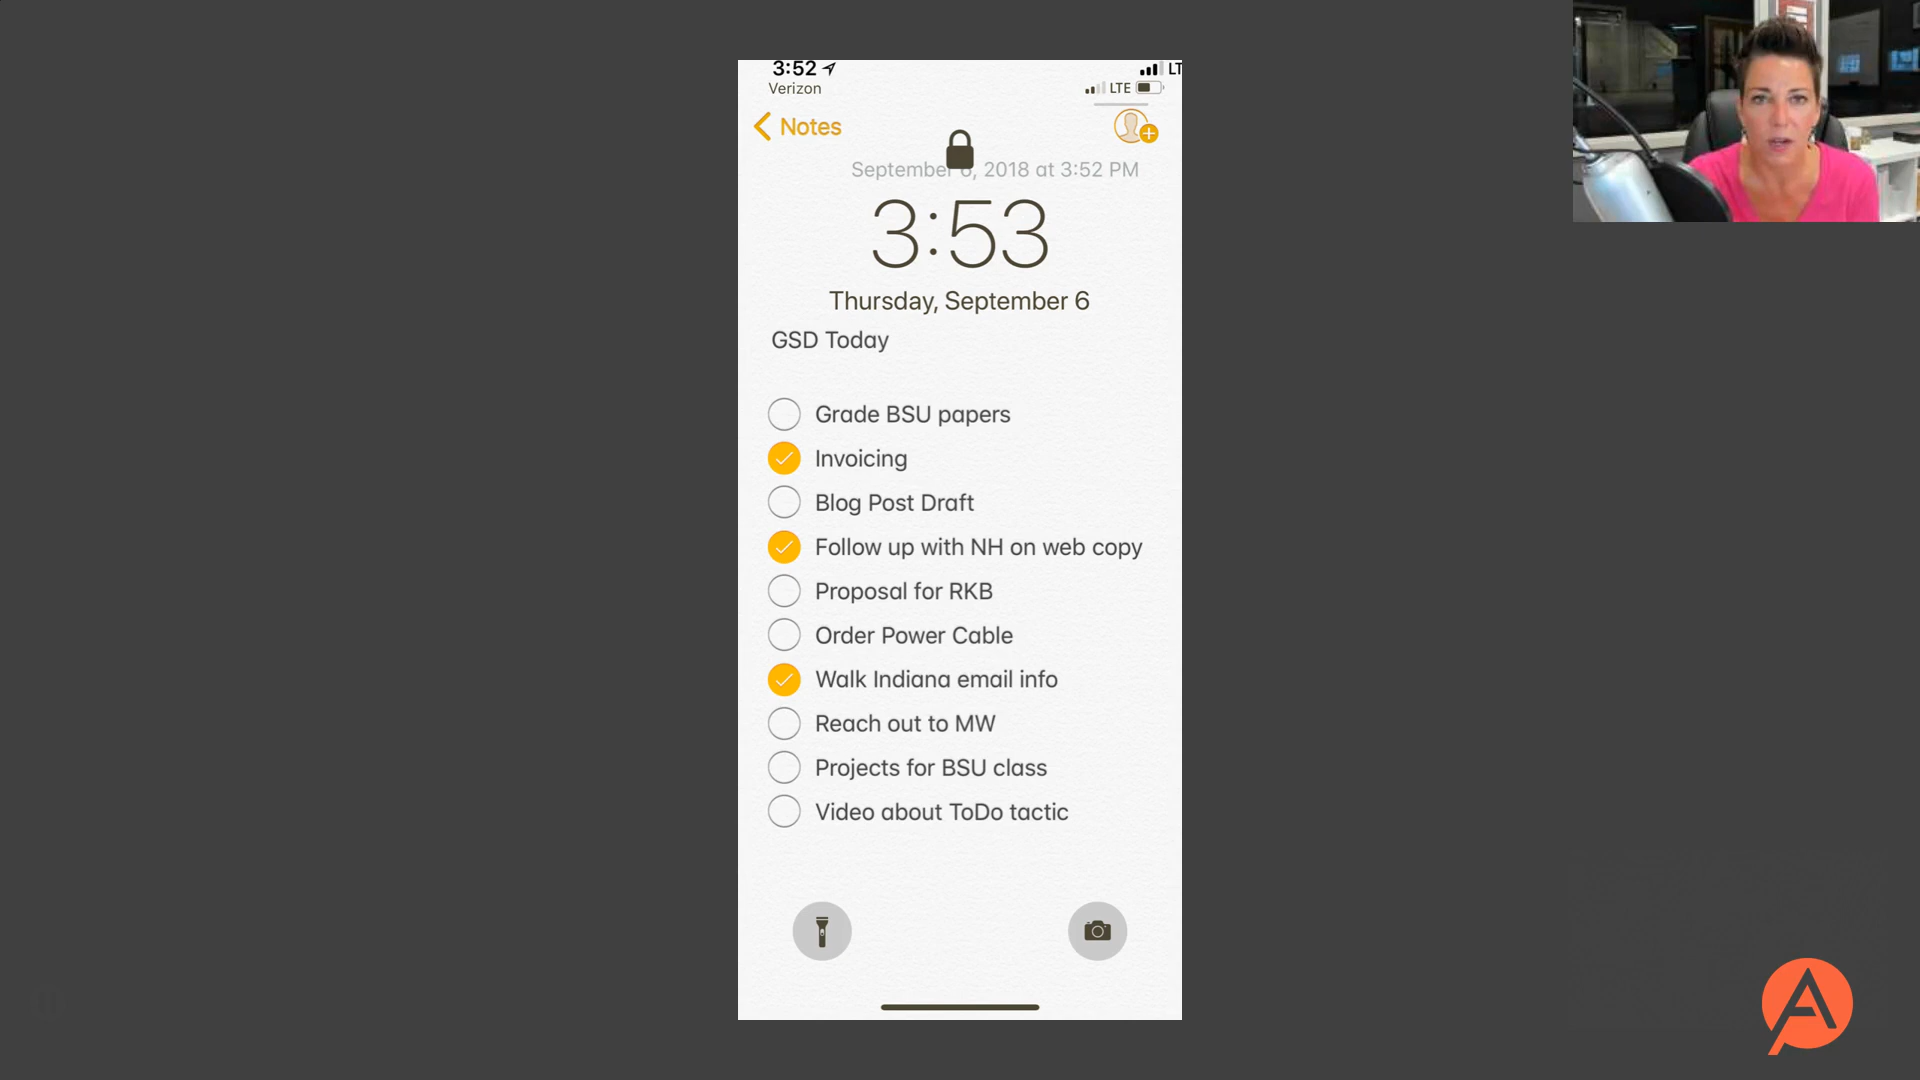 3:52 LT
Verizon LTE
Notes
September 6, 2018 at 3:52 PM
3:53
Thursday, September 6
GSD Today
Grade BSU papers
Invoicing
Blog Post Draft
Follow up with NH on web copy
Proposal for RKB
Order Power Cable
Walk Indiana email info
Reach out to MW
Projects for BSU class
Video about ToDo tactic
A